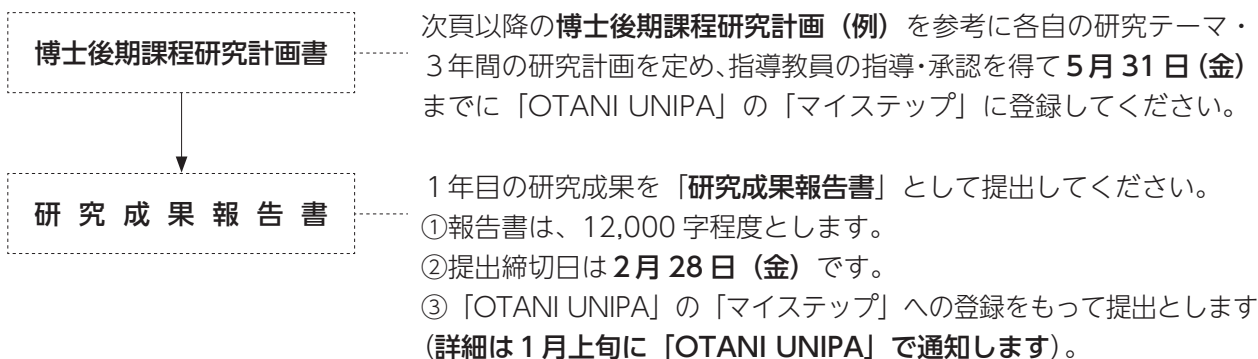 博士後期課程研究計画書
次頁以降の博士後期課程研究計画（例）を参考に各自の研究テーマ・
３年間の研究計画を定め、指導教員の指導・承認を得て５月 31 日（金）
までに「OTANI UNIPA」の「マイステップ」に登録してください。
研 究 成 果 報 告 書
１年目の研究成果を「研究成果報告書」として提出してください。
①報告書は、12,000 字程度とします。
②提出締切日は２月 28 日（金）です。
③「OTANI UNIPA」の「マイステップ」への登録をもって提出とします
（詳細は１月上旬に「OTANI UNIPA」で通知します）。